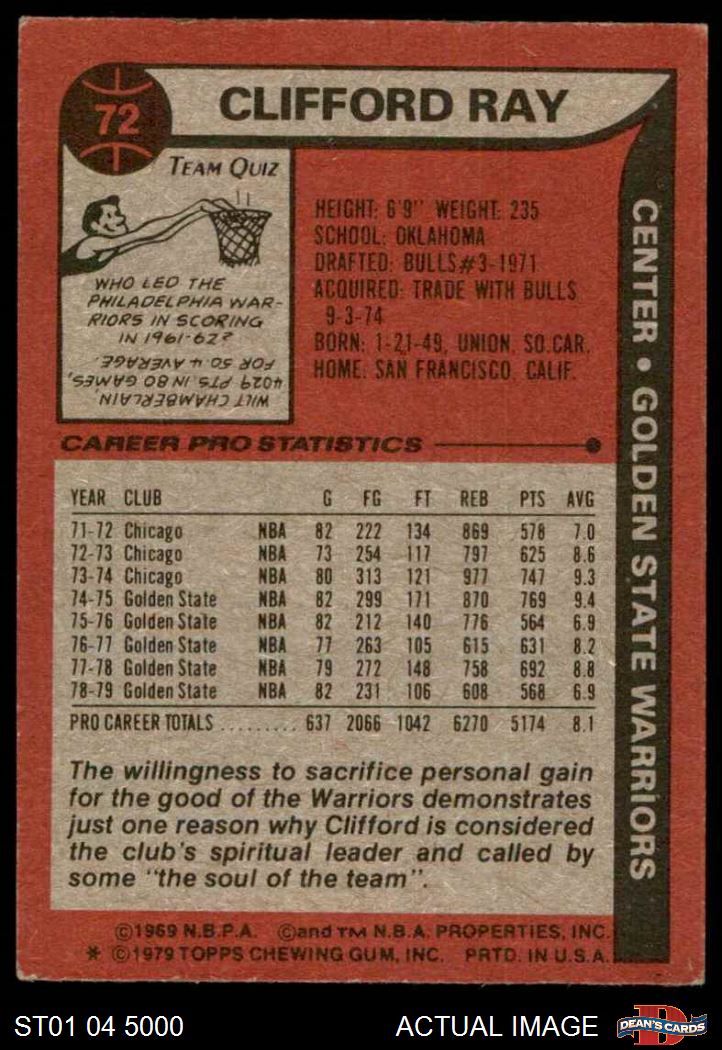 72
CLIFFORD RAY
TEAM QUIZ
WHO LED THE
PHILADELPHIA WAR-
RIORS IN SCORING
IN 1961-62?
WILT CHAMBERLAIN,
4029 PTS. IN 80 GAMES,
FOR 50.4 AVERAGE.
HEIGHT: 6'9" WEIGHT: 235
SCHOOL: OKLAHOMA
DRAFTED: BULLS #3-1971
ACQUIRED: TRADE WITH BULLS
9-3-74
BORN: 1-21-49, UNION, SO. CAR.
HOME: SAN FRANCISCO, CALIF.
CENTER • GOLDEN STATE WARRIORS
CAREER PRO STATISTICS
YEAR CLUB G FG FT REB PTS AVG
71-72 Chicago NBA 82 222 134 869 578 7.0
72-73 Chicago NBA 73 254 117 797 625 8.6
73-74 Chicago NBA 80 313 121 977 747 9.3
74-75 Golden State NBA 82 299 171 870 769 9.4
75-76 Golden State NBA 82 212 140 776 564 6.9
76-77 Golden State NBA 77 263 105 615 631 8.2
77-78 Golden State NBA 79 272 148 758 692 8.8
78-79 Golden State NBA 82 231 106 608 568 6.9
PRO CAREER TOTALS ......... 637 2066 1042 6270 5174 8.1
The willingness to sacrifice personal gain
for the good of the Warriors demonstrates
just one reason why Clifford is considered
the club's spiritual leader and called by
some "the soul of the team".
©1969 N.B.P.A. ©and TM N.B.A. PROPERTIES, INC.
* ©1979 TOPPS CHEWING GUM, INC. PRTD. IN U.S.A.
ST01 04 5000
ACTUAL IMAGE
D
DEAN'S CARDS